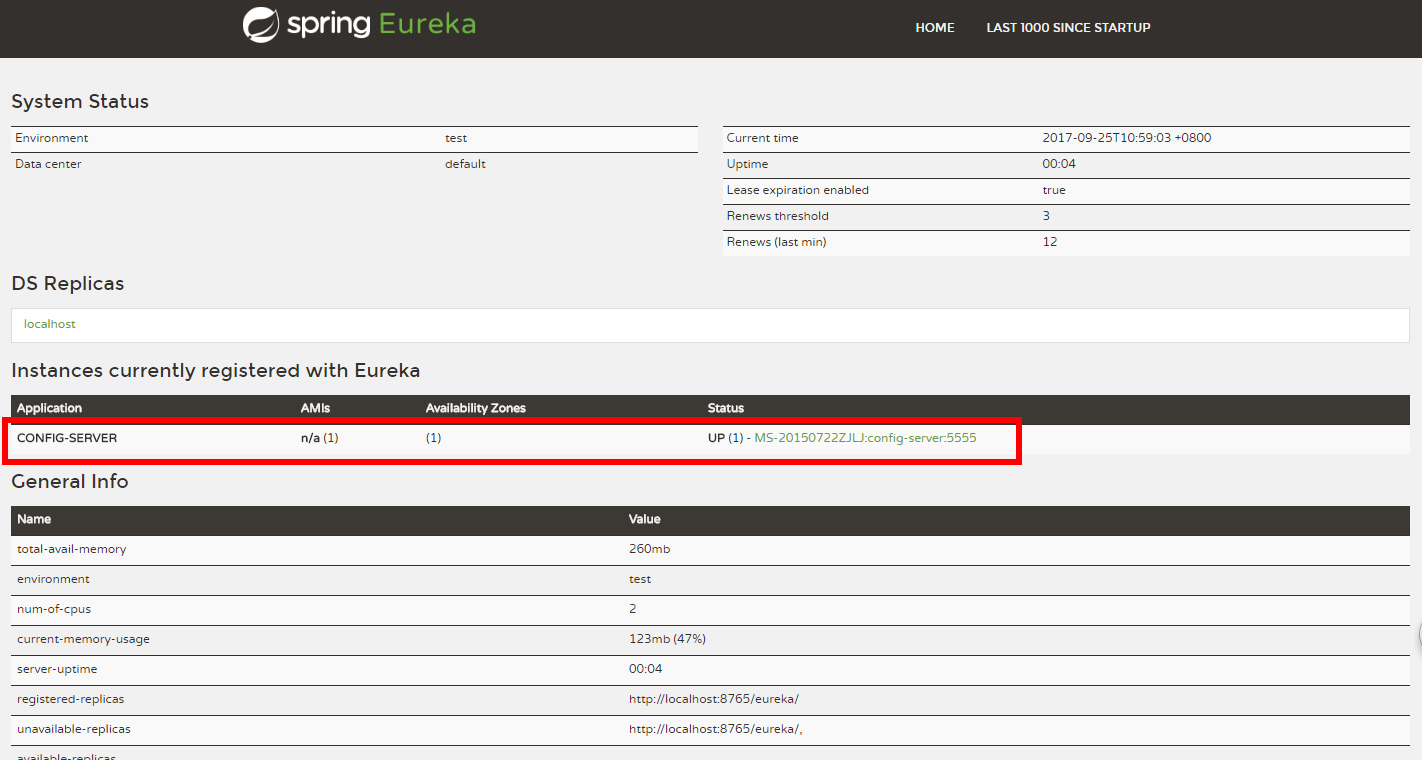 spring Eureka
HOME LAST 1000 SINCE STARTUP
System Status
Environment test
Data center default
Current time 2017-09-25T10:59:03 +0800
Uptime 00:04
Lease expiration enabled true
Renews threshold 3
Renews (last min) 12
DS Replicas
localhost
Instances currently registered with Eureka
Application AMIs Availability Zones Status
CONFIG-SERVER n/a (1) (1) UP (1) - MS-20150722ZJLJ:config-server:5555
General Info
Name Value
total-avail-memory 260mb
environment test
num-of-cpus 2
current-memory-usage 123mb (47%)
server-uptime 00:04
registered-replicas http://localhost:8765/eureka/
unavailable-replicas http://localhost:8765/eureka/,
available-replicas